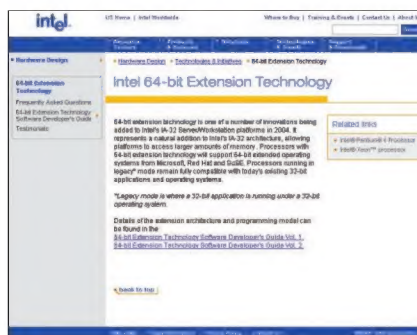 intel.
US Home | Intel Worldwide
Where to Buy | Training & Events | Contact Us | About
Hardware Design
Hardware Design > Technologies & Initiatives > 64-bit Extension Technology
64-bit Extension
Technology
Frequently Asked Questions
64-bit Extension Technology
Software Developer's Guide
Testimonials
Intel 64-bit Extension Technology
64-bit extension technology is one of a number of innovations being
added to Intel's IA-32 Server/Workstation platforms in 2004. It
represents a natural addition to Intel's IA-32 architecture, allowing
platforms to access larger amounts of memory. Processors with
64-bit extension technology will support 64-bit extended operating
systems from Microsoft, Red Hat and SuSE. Processors running in
legacy* mode remain fully compatible with today's existing 32-bit
applications and operating systems.
*Legacy mode is where a 32-bit application is running under a 32-bit
operating system.
Details of the extension architecture and programming model can
be found in the
64-bit Extension Technology Software Developer's Guide Vol. 1,
64-bit Extension Technology Software Developer's Guide Vol. 2.
back to top
Related links
Intel® Pentium® 4 Processor
Intel® Xeon™ processor